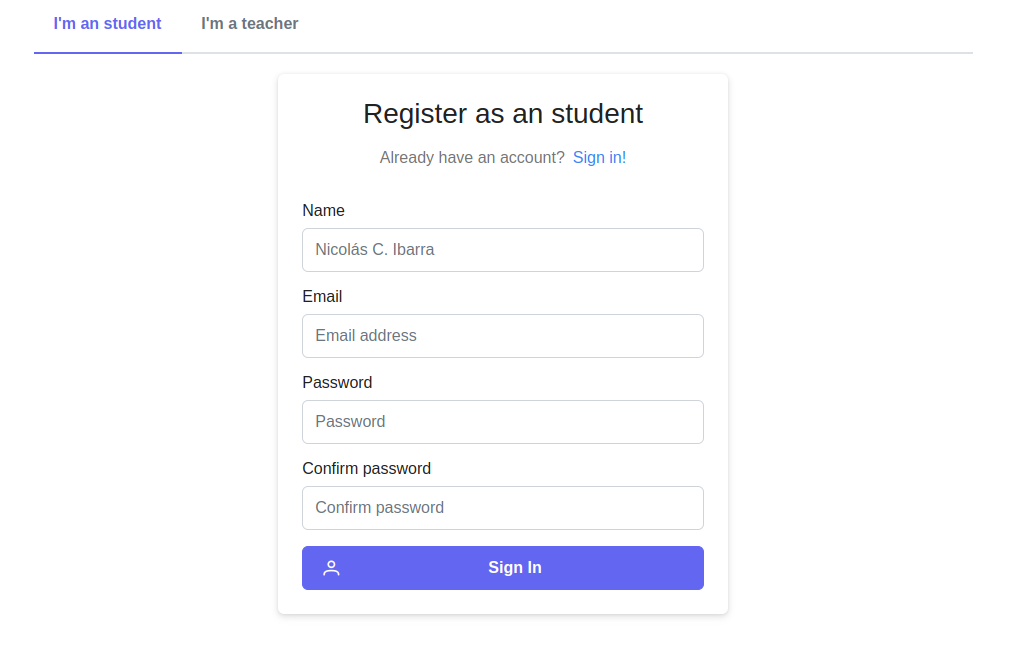 I'm an student I'm a teacher
Register as an student
Already have an account? Sign in!
Name
Nicolás C. Ibarra
Email
Email address
Password
Password
Confirm password
Confirm password
Sign In